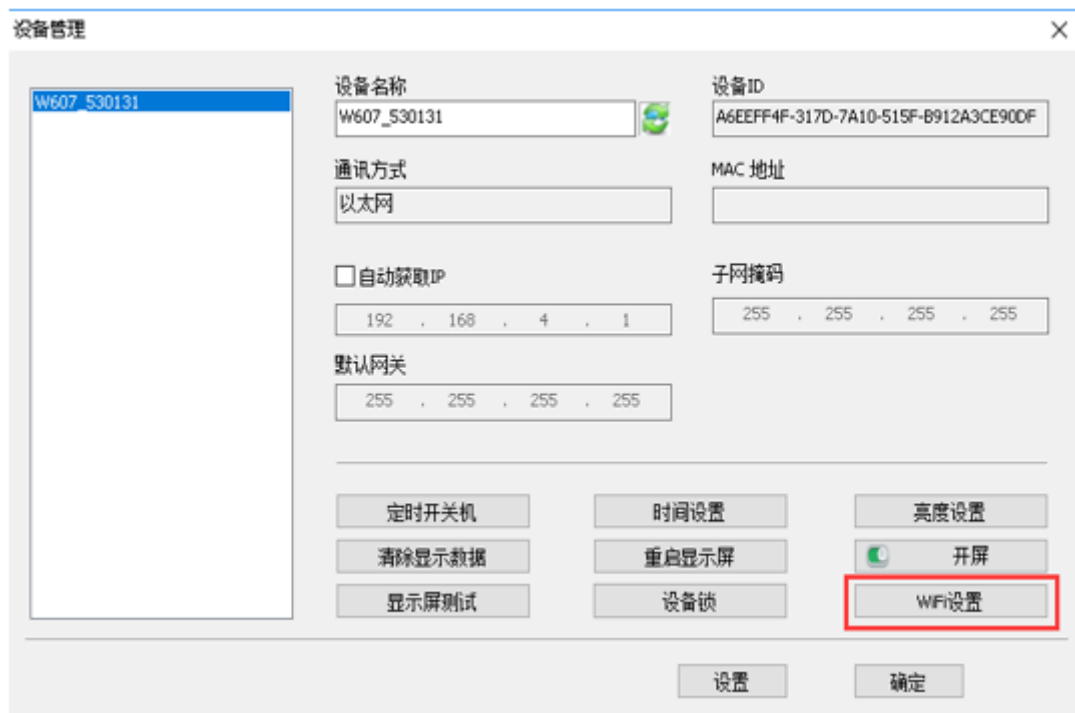 设备管理
W607_530131
设备名称
W607_530131
设备ID
A6EEFF4F-317D-7A10-515F-B912A3CE90DF
通讯方式
以太网
MAC 地址
自动获取IP
192 . 168 . 4 . 1
子网掩码
255 . 255 . 255 . 255
默认网关
255 . 255 . 255 . 255
定时开关机
时间设置
亮度设置
清除显示数据
重启显示屏
开屏
显示屏测试
设备锁
WiFi设置
设置
确定